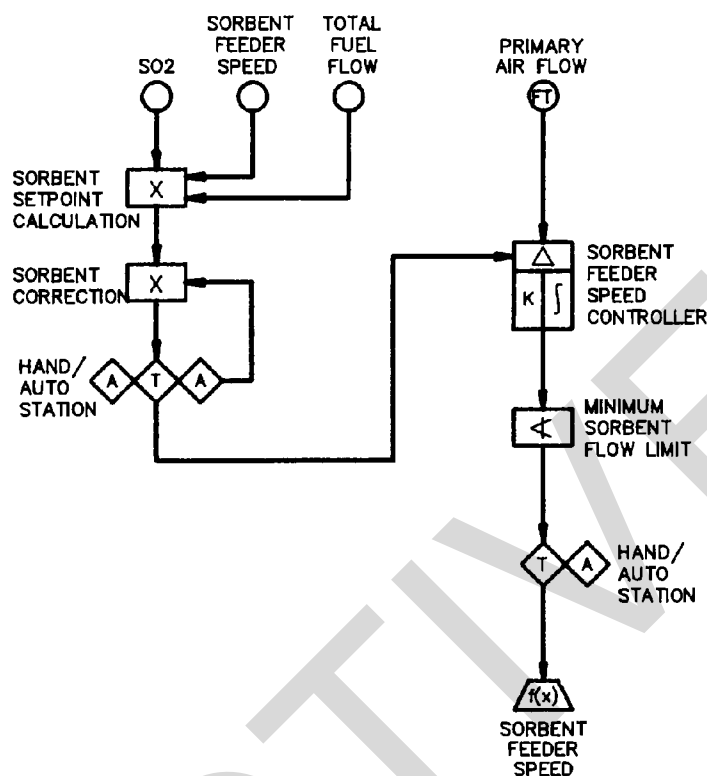 SO2
SORBENT
FEEDER
SPEED
TOTAL
FUEL
FLOW
PRIMARY
AIR FLOW
FT
SORBENT
SETPOINT
CALCULATION
X
SORBENT
CORRECTION
X
HAND/
AUTO
STATION
A
T
A
Δ
K
∫
SORBENT
FEEDER
SPEED
CONTROLLER
∢
MINIMUM
SORBENT
FLOW LIMIT
T
A
HAND/
AUTO
STATION
f(x)
SORBENT
FEEDER
SPEED